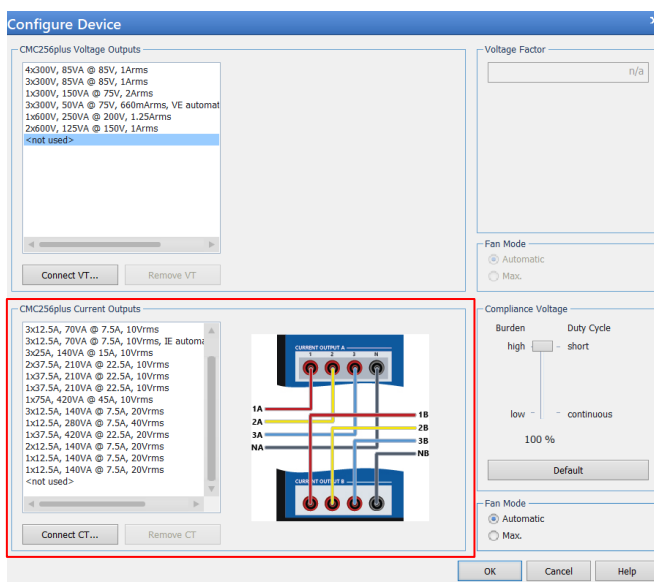 Configure Device
CMC256plus Voltage Outputs
4x300V, 85VA @ 85V, 1Arms
3x300V, 85VA @ 85V, 1Arms
1x300V, 150VA @ 75V, 2Arms
3x300V, 50VA @ 75V, 660mArms, VE automat
1x600V, 250VA @ 200V, 1.25Arms
2x600V, 125VA @ 150V, 1Arms
<not used>
Connect VT...
Remove VT
Voltage Factor
n/a
Fan Mode
Automatic
Max.
CMC256plus Current Outputs
3x12.5A, 70VA @ 7.5A, 10Vrms
3x12.5A, 70VA @ 7.5A, 10Vrms, IE automa
3x25A, 140VA @ 15A, 10Vrms
2x37.5A, 210VA @ 22.5A, 10Vrms
1x37.5A, 210VA @ 22.5A, 10Vrms
1x37.5A, 210VA @ 22.5A, 10Vrms
1x75A, 420VA @ 45A, 10Vrms
3x12.5A, 140VA @ 7.5A, 20Vrms
1x12.5A, 280VA @ 7.5A, 40Vrms
1x37.5A, 420VA @ 22.5A, 20Vrms
2x12.5A, 140VA @ 7.5A, 20Vrms
1x12.5A, 140VA @ 7.5A, 20Vrms
1x12.5A, 140VA @ 7.5A, 20Vrms
<not used>
Connect CT...
Remove CT
CURRENT OUTPUT A
1 2 3 N
1A
2A
3A
NA
1B
2B
3B
NB
CURRENT OUTPUT B
Compliance Voltage
Burden
Duty Cycle
high
short
low
continuous
100 %
Default
Fan Mode
Automatic
Max.
OK
Cancel
Help